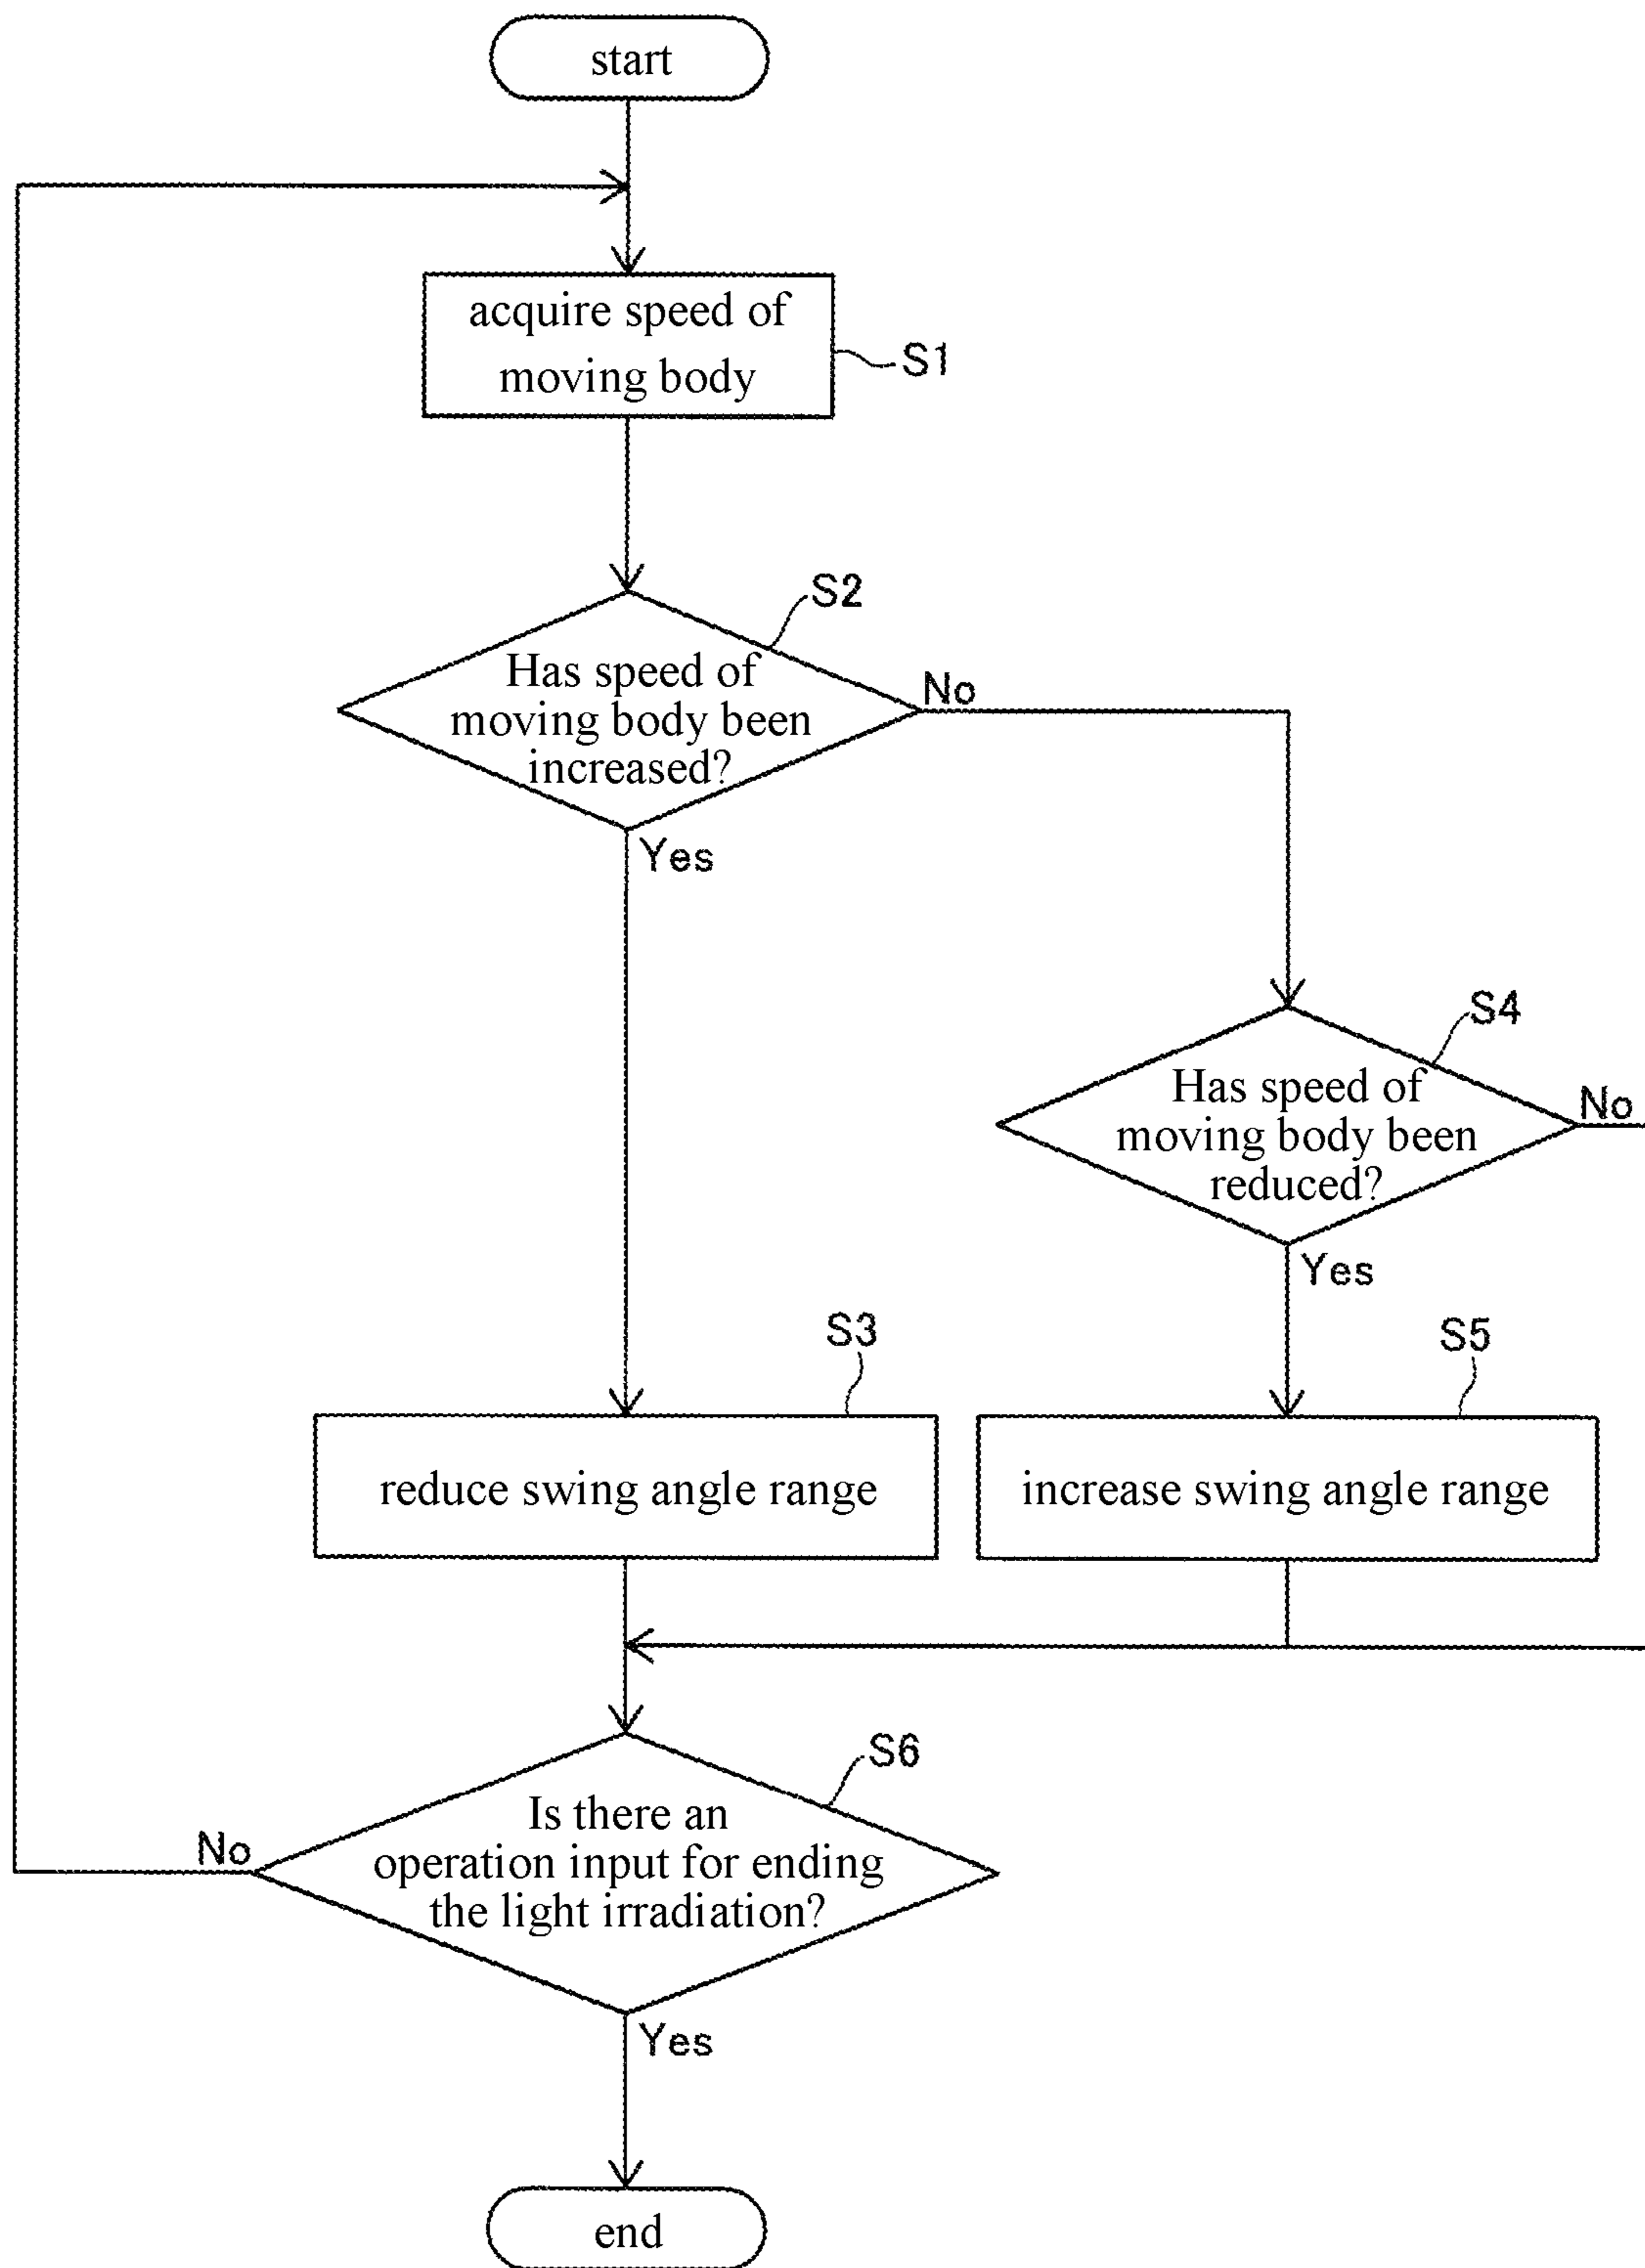 start
acquire speed of
moving body
S1
S2
Has speed of
moving body been
increased?
No
Yes
S4
Has speed of
moving body been
reduced?
No
Yes
S3
reduce swing angle range
S5
increase swing angle range
S6
Is there an
operation input for ending
the light irradiation?
No
Yes
end